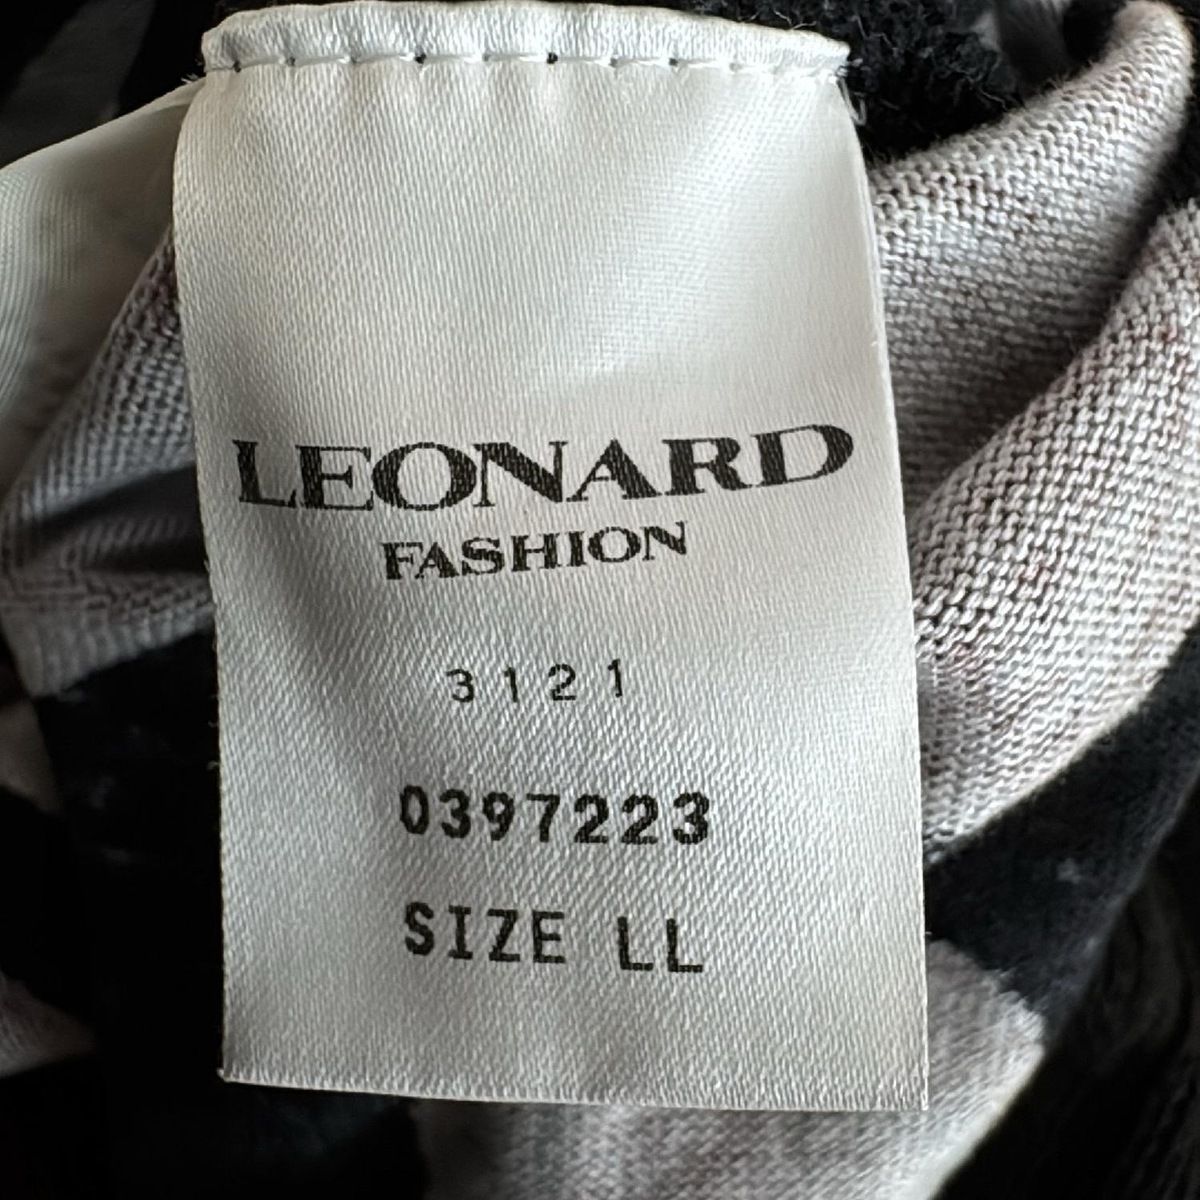 LEONARD
FASHION
3121
0397223
SIZE LL